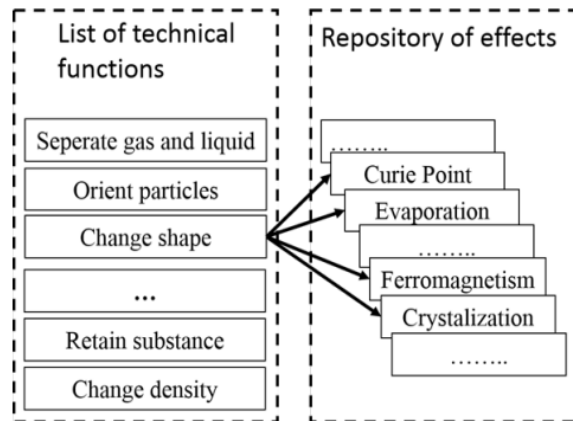 List of technical
functions
Seperate gas and liquid
Orient particles
Change shape
...
Retain substance
Change density
Repository of effects
........
Curie Point
Evaporation
........
Ferromagnetism
Crystalization
........